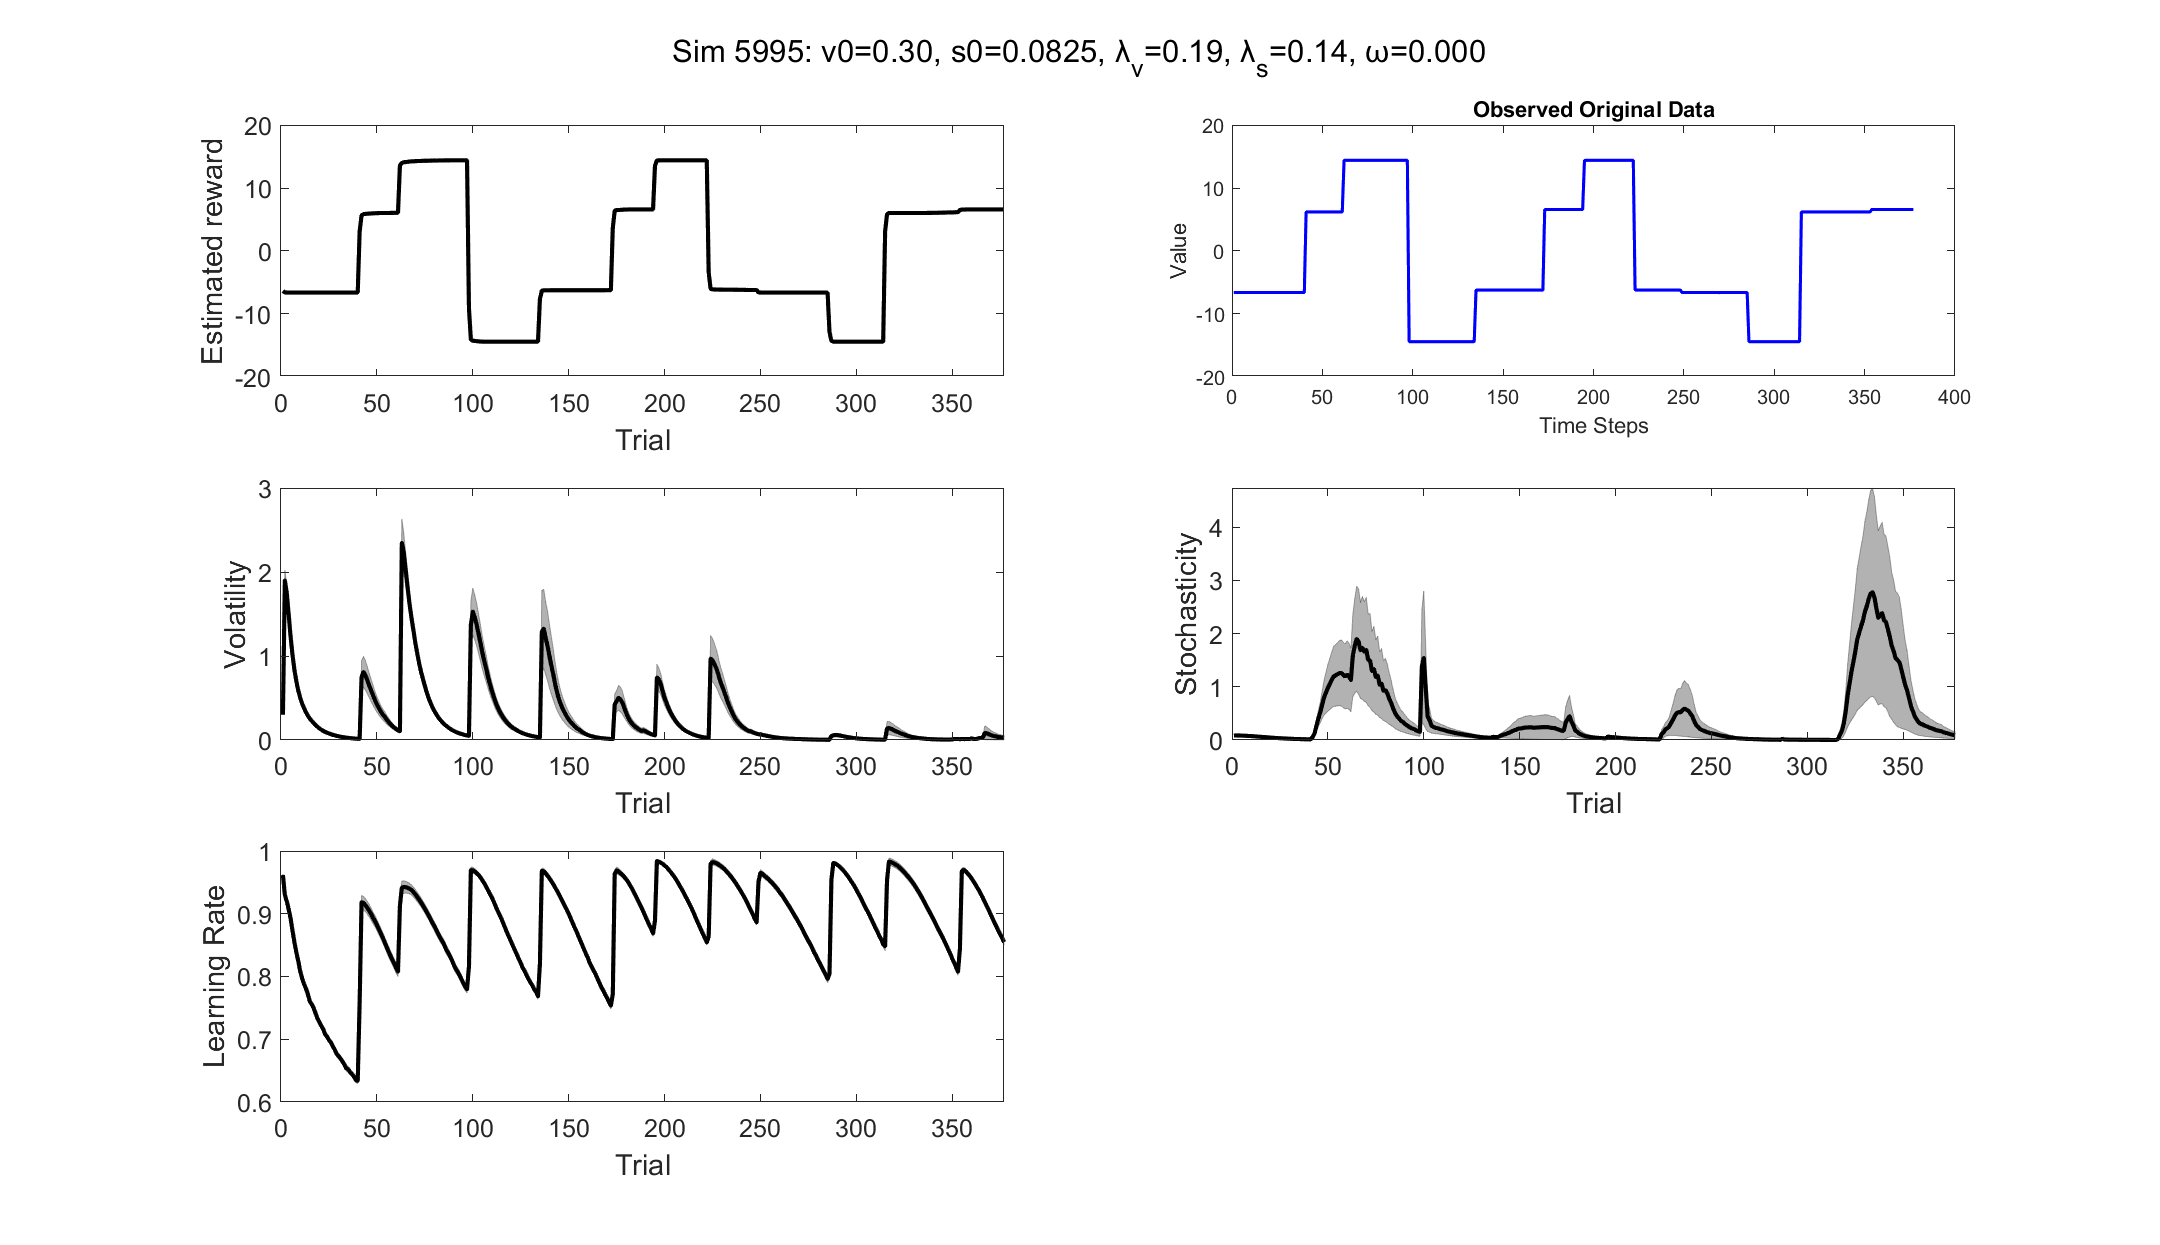 Sim 5995: v0=0.30, s0=0.0825, λ_v=0.19, λ_s=0.14, ω=0.000
Estimated reward
20
10
0
-10
-20
0 50 100 150 200 250 300 350
Trial
Observed Original Data
Value
20
10
0
-10
-20
0 50 100 150 200 250 300 350 400
Time Steps
Volatility
3
2
1
0
0 50 100 150 200 250 300 350
Trial
Stochasticity
4
3
2
1
0
0 50 100 150 200 250 300 350
Trial
Learning Rate
1
0.9
0.8
0.7
0.6
0 50 100 150 200 250 300 350
Trial